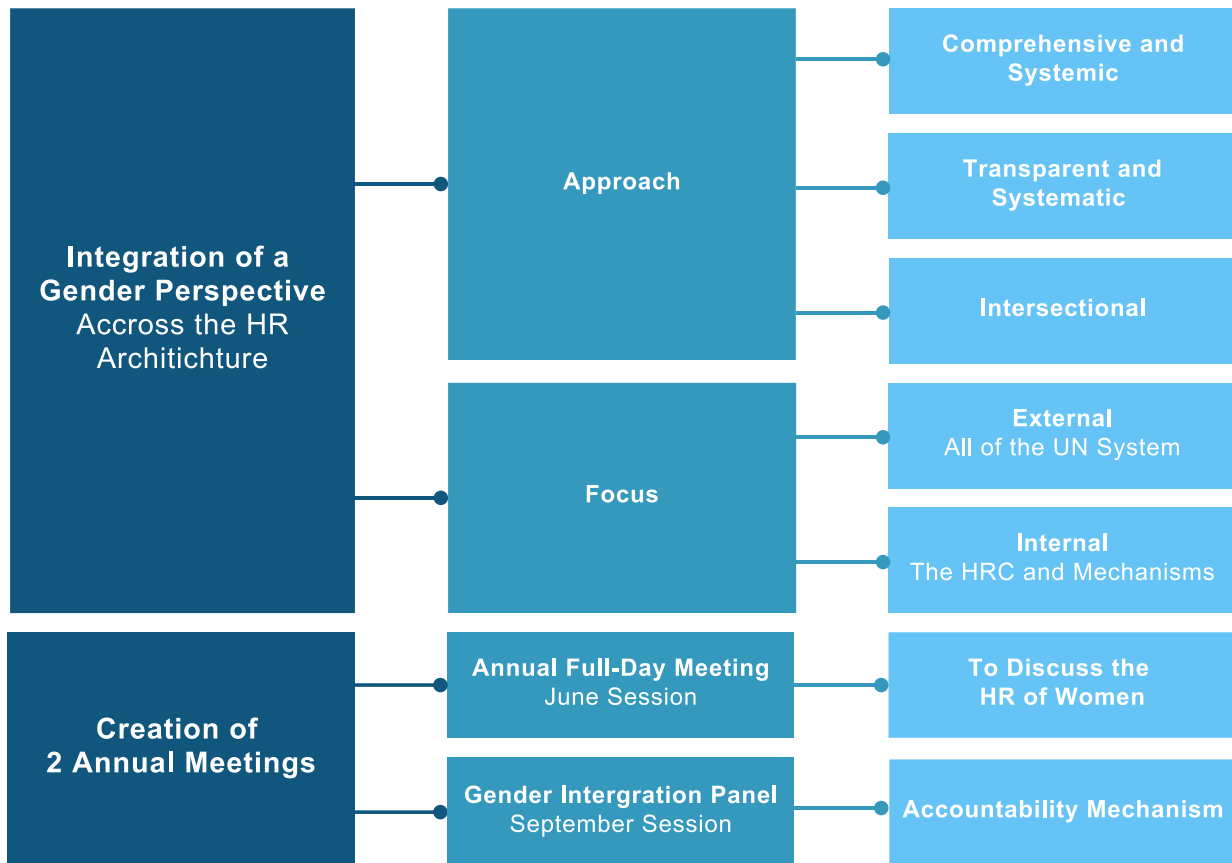 Integration of a
Gender Perspective
Accross the HR
Architichture
Approach
Comprehensive and
Systemic
Transparent and
Systematic
Intersectional
Focus
External
All of the UN System
Internal
The HRC and Mechanisms
Creation of
2 Annual Meetings
Annual Full-Day Meeting
June Session
To Discuss the
HR of Women
Gender Intergration Panel
September Session
Accountability Mechanism